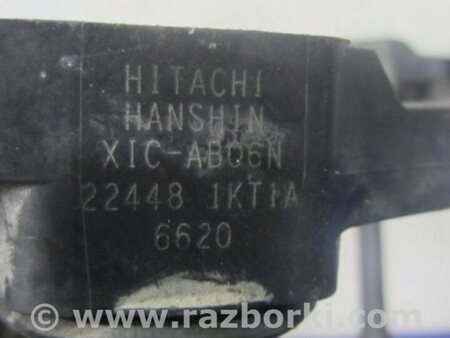 HITACHI
HANSHIN
XIC-AB06N
22448 1KT1A
6620
© www.razborki.com